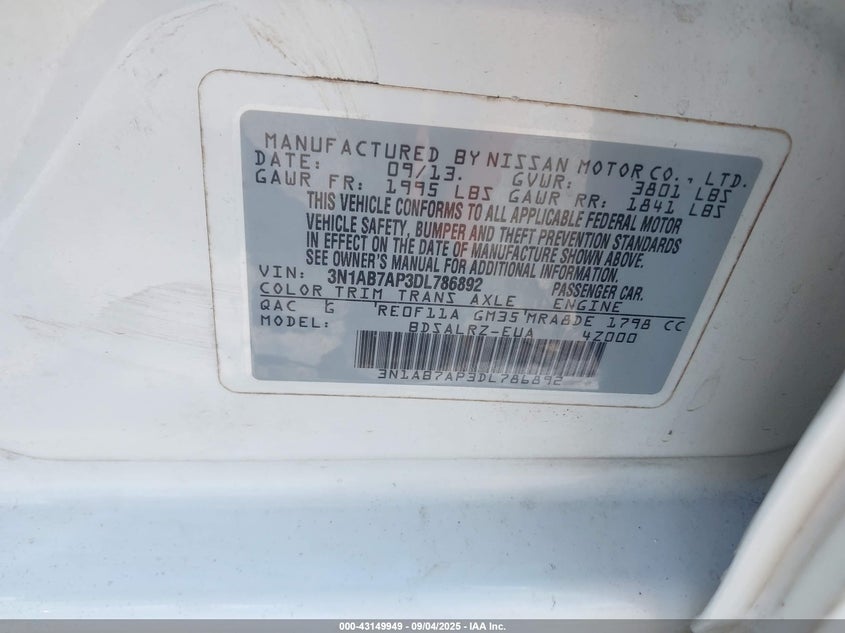 MANUFACTURED BY NISSAN MOTOR CO., LTD.
DATE: 09/13. GVWR: 3801 LBS
GAWR FR: 1995 LBS GAWR RR: 1841 LBS
THIS VEHICLE CONFORMS TO ALL APPLICABLE FEDERAL MOTOR
VEHICLE SAFETY, BUMPER AND THEFT PREVENTION STANDARDS
IN EFFECT ON THE DATE OF MANUFACTURE SHOWN ABOVE.
SEE OWNER'S MANUAL FOR ADDITIONAL INFORMATION
VIN: 3N1AB7AP3DL786892 PASSENGER CAR.
COLOR TRIM TRANS AXLE ENGINE
QAC G RE0F11A GM35 MRA8DE 1798 CC
MODEL: BDSALRZ-EUA 4Z000
3N1AB7AP3DL786892
000-43149949 - 09/04/2025 - IAA Inc.